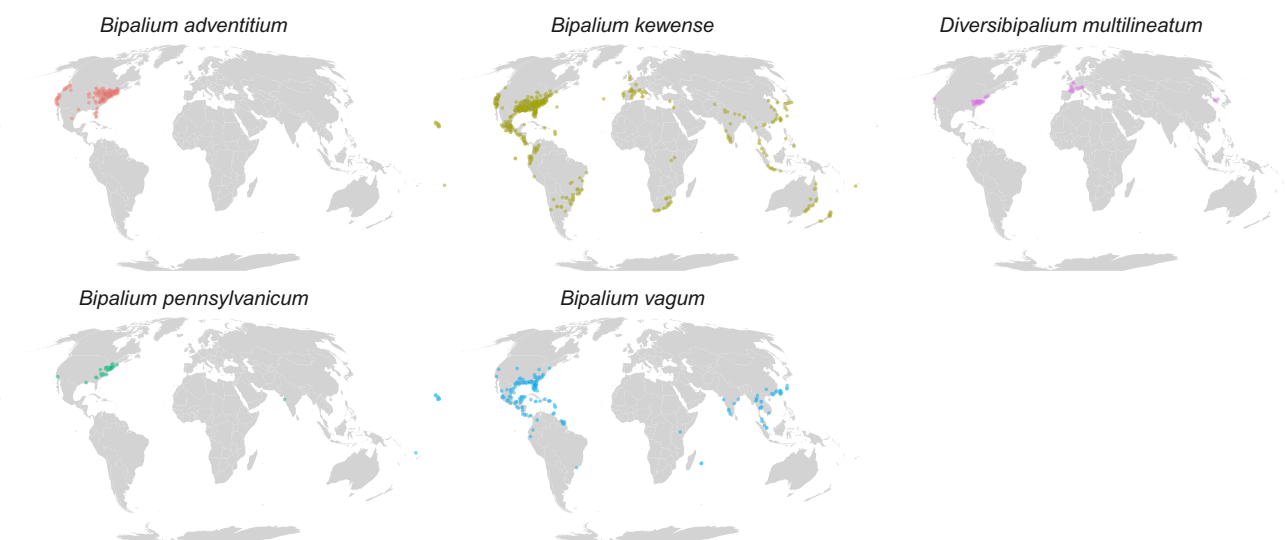 Bipalium adventitium
Bipalium kewense
Diversibipalium multilineatum
Bipalium pennsylvanicum
Bipalium vagum